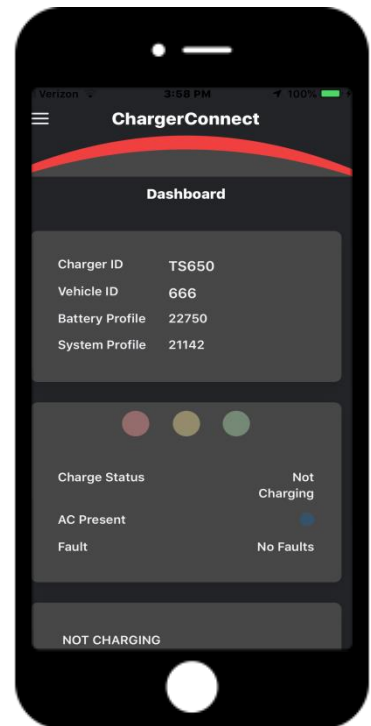 Verizon 3:58 PM 100%
ChargerConnect
Dashboard
Charger ID TS650
Vehicle ID 666
Battery Profile 22750
System Profile 21142
Charge Status Not
Charging
AC Present
Fault No Faults
NOT CHARGING